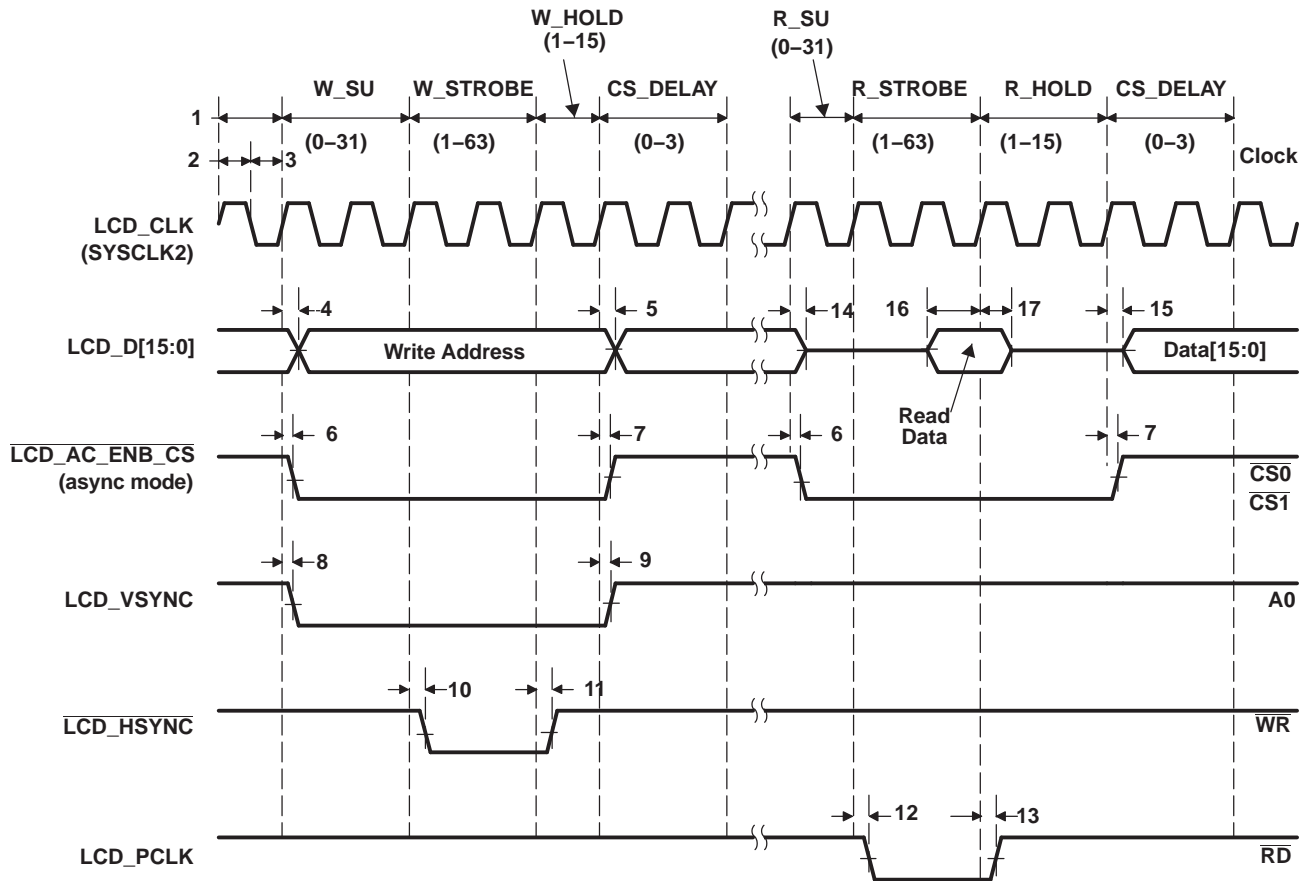 W_HOLD
(1–15)
R_SU
(0–31)
W_SU
W_STROBE
CS_DELAY
R_STROBE
R_HOLD
CS_DELAY
1
(0–31)
(1–63)
(0–3)
(1–63)
(1–15)
(0–3)
2
3
Clock
LCD_CLK
(SYSCLK2)
4
5
14
16
17
15
LCD_D[15:0]
Write Address
Data[15:0]
Read
Data
6
7
6
7
LCD_AC_ENB_CS
(async mode)
CS0
CS1
8
9
LCD_VSYNC
A0
10
11
LCD_HSYNC
WR
12
13
LCD_PCLK
RD